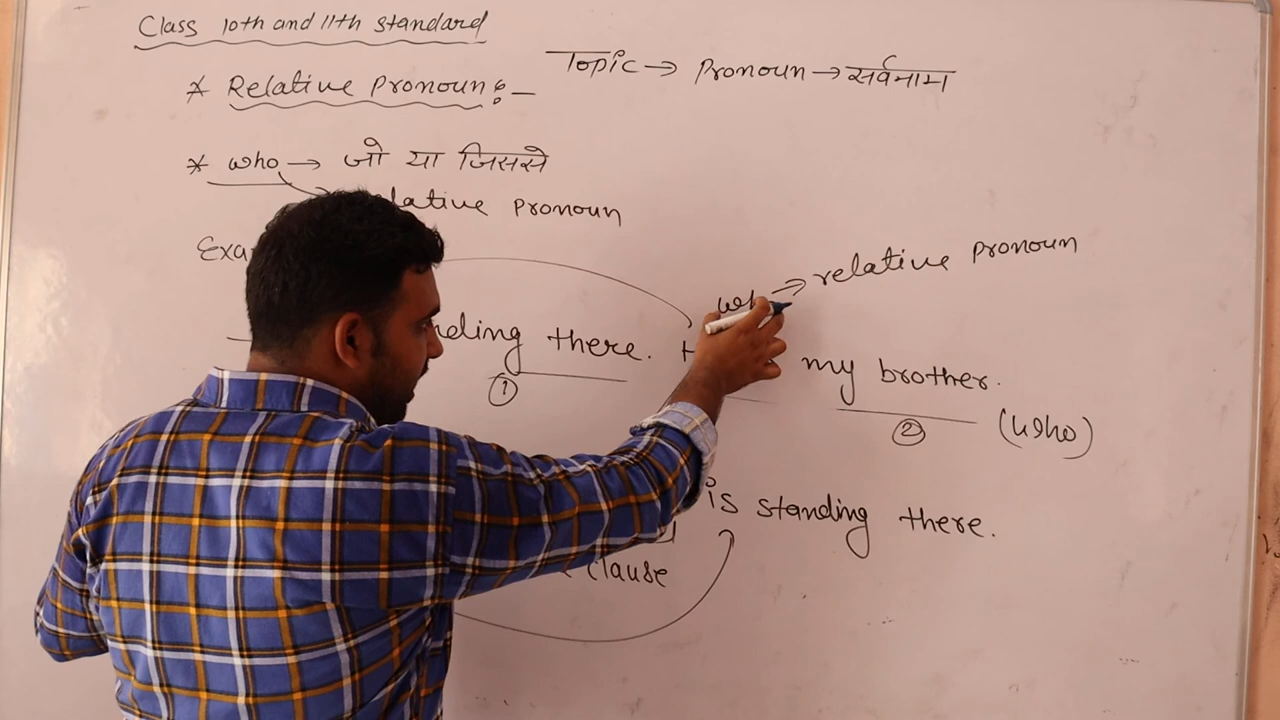 Class 10th and 11th standard
Topic → Pronoun → सर्वनाम
* Relative Pronoun :-
* who → जो या जिससे
relative pronoun
→ relative pronoun
there.
my brother.
① ② (who)
is standing there.
clause